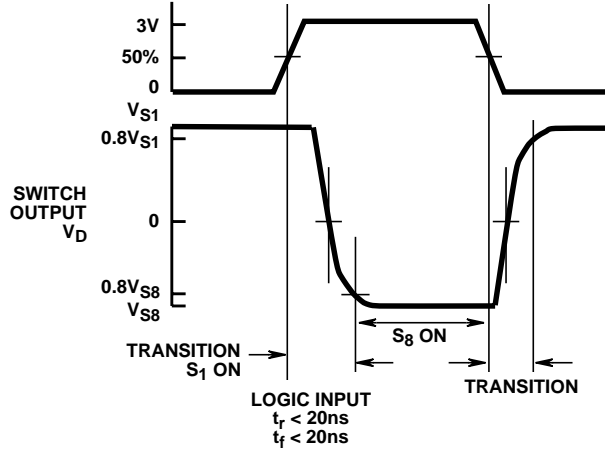 3V
50%
0
VS1
0.8VS1
SWITCH
OUTPUT
VD
0
0.8VS8
VS8
S8 ON
TRANSITION
S1 ON
TRANSITION
LOGIC INPUT
tr < 20ns
tf < 20ns